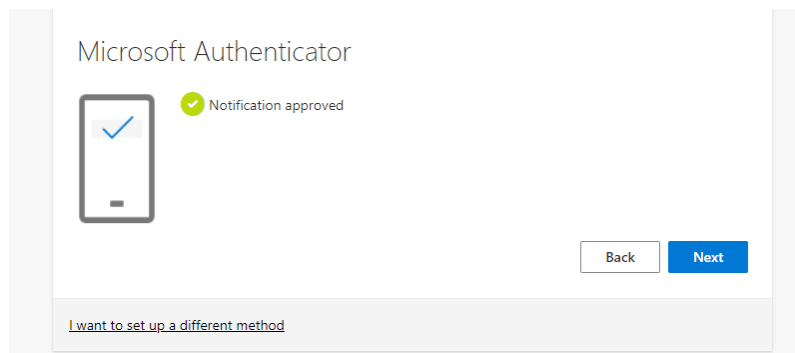 Microsoft Authenticator
Notification approved
Back
Next
I want to set up a different method